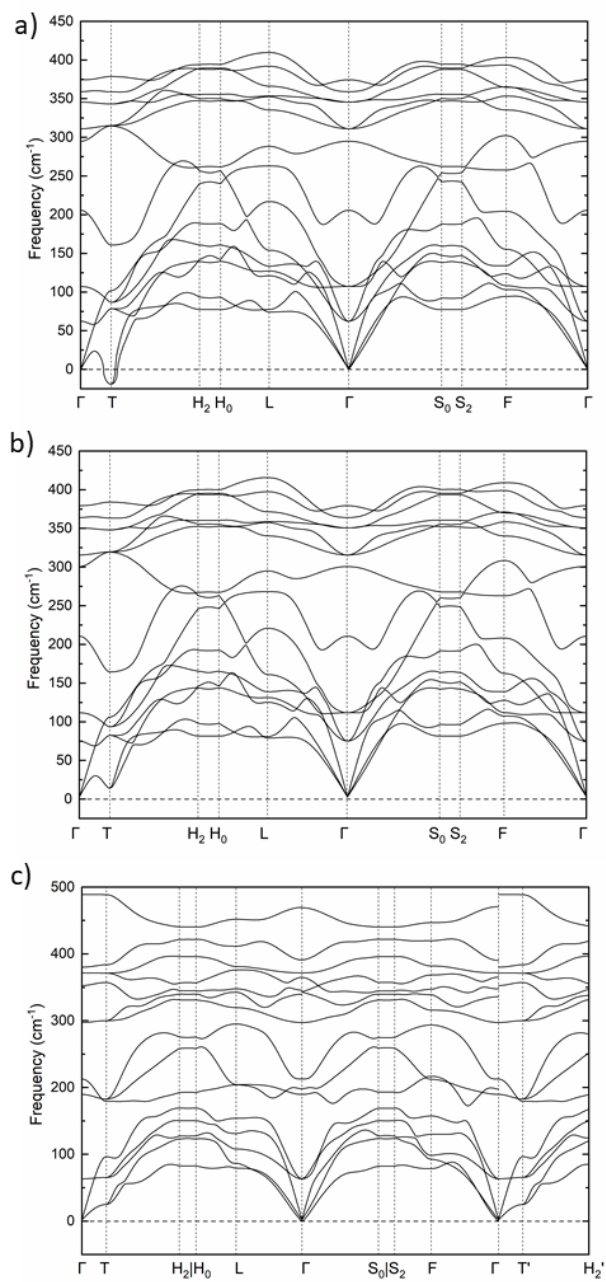 a)
450
400
350
300
250
200
150
100
50
0
Frequency (cm⁻¹)
Γ T H₂ H₀ L Γ S₀ S₂ F Γ
b)
450
400
350
300
250
200
150
100
50
0
Frequency (cm⁻¹)
Γ T H₂ H₀ L Γ S₀ S₂ F Γ
c)
500
400
300
200
100
0
Frequency (cm⁻¹)
Γ T H₂|H₀ L Γ S₀|S₂ F Γ T' H₂'